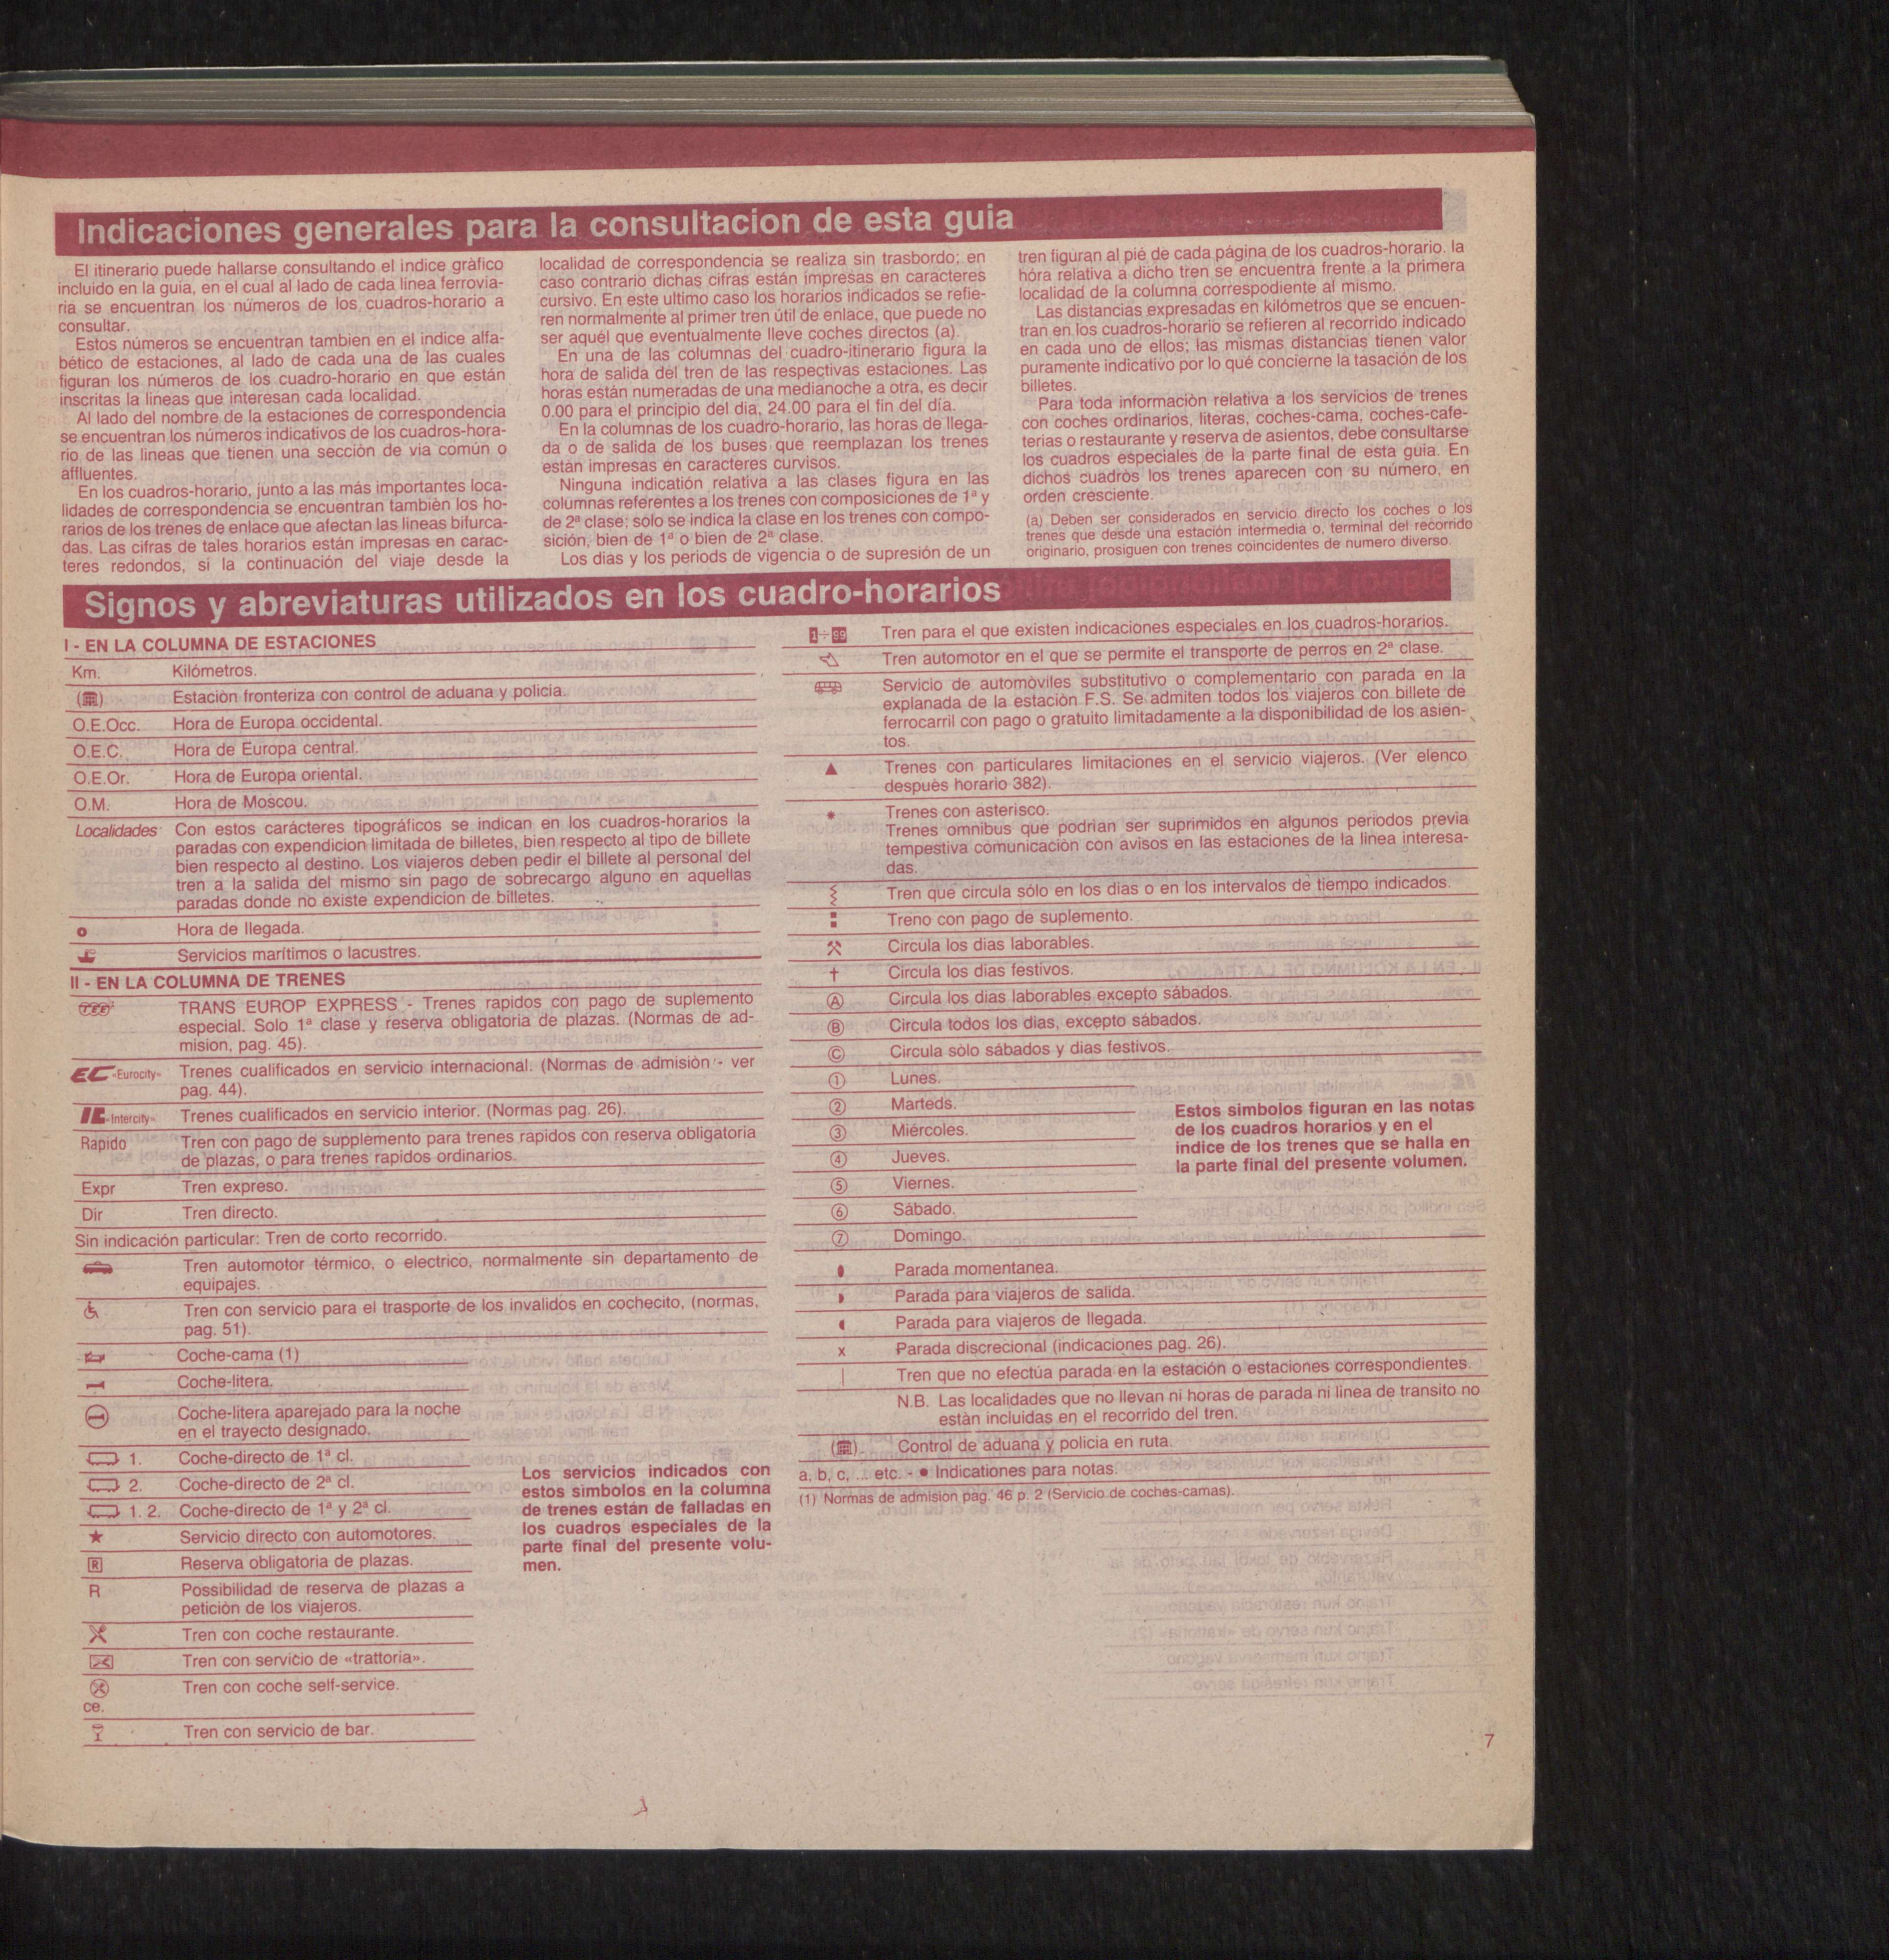 Indicaciones generales para la consultacion de esta guia
El itinerario puede hallarse consultando el indice gràfico
incluido en la guia, en el cual al lado de cada linea ferrovia-
ria se encuentran los números de los cuadros-horario a
consultar.
Estos números se encuentran tambien en el indice alfa-
bético de estaciones, al lado de cada una de las cuales
figuran los números de los cuadro-horario en que están
inscritas la lineas que interesan cada localidad.
Al lado del nombre de la estaciones de correspondencia
se encuentran los números indicativos de los cuadros-hora-
rio de las lineas que tienen una sección de via común o
affluentes.
En los cuadros-horario, junto a las más importantes loca-
lidades de correspondencia se encuentran tambièn los ho-
rarios de los trenes de enlace que afectan las lineas bifurca-
das. Las cifras de tales horarios están impresas en carac-
teres redondos, si la continuación del viaje desde la
localidad de correspondencia se realiza sin trasbordo; en
caso contrario dichas cifras están impresas en caracteres
cursivo. En este ultimo caso los horarios indicados se refie-
ren normalmente al primer tren útil de enlace, que puede no
ser aquél que eventualmente lleve coches directos (a).
En una de las columnas del cuadro-itinerario figura la
hora de salida del tren de las respectivas estaciones. Las
horas están numeradas de una medianoche a otra, es decir
0.00 para el principio del dia, 24.00 para el fin del día.
En la columnas de los cuadro-horario, las horas de llega-
da o de salida de los buses que reemplazan los trenes
están impresas en caracteres curvisos.
Ninguna indicatión relativa a las clases figura en las
columnas referentes a los trenes con composiciones de 1ª y
de 2ª clase; sólo se indica la clase en los trenes con compo-
sición, bien de 1ª o bien de 2ª clase.
Los dias y los periods de vigencia o de supresión de un
tren figuran al pié de cada página de los cuadros-horario. la
hóra relativa a dicho tren se encuentra frente a la primera
localidad de la columna correspodiente al mismo.
Las distancias expresadas en kilómetros que se encuen-
tran en los cuadros-horario se refieren al recorrido indicado
en cada uno de ellos; las mismas distancias tienen valor
puramente indicativo por lo qué concierne la tasación de los
billetes.
Para toda informaciòn relativa a los servicios de trenes
con coches ordinarios, literas, coches-cama, coches-cafe-
terias o restaurante y reserva de asientos, debe consultarse
los cuadros especiales de la parte final de esta guía. En
dichos cuadros los trenes aparecen con su número, en
orden cresciente.
(a) Deben ser considerados en servicio directo los coches o los
trenes que desde una estación intermedia o, terminal del recorrido
originario, prosiguen con trenes coincidentes de numero diverso.
Signos y abreviaturas utilizados en los cuadro-horarios
I - EN LA COLUMNA DE ESTACIONES
Km. Kilómetros.
Estaciòn fronteriza con control de aduana y policía.
O.E.Occ. Hora de Europa occidental.
O.E.C. Hora de Europa central.
O.E.Or. Hora de Europa oriental.
O.M. Hora de Moscou.
Localidades Con estos carácteres tipográficos se indican en los cuadros-horarios la
paradas con expendicion limitada de billetes, bien respecto al tipo de billete
bien respecto al destino. Los viajeros deben pedir el billete al personal del
tren a la salida del mismo sin pago de sobrecargo alguno en aquellas
paradas donde no existe expendicion de billetes.
Hora de llegada.
Servicios marítimos o lacustres.
II - EN LA COLUMNA DE TRENES
TEE TRANS EUROP EXPRESS - Trenes rapidos con pago de suplemento
especial. Solo 1ª clase y reserva obligatoria de plazas. (Normas de ad-
mision, pag. 45).
EC «Eurocity» Trenes cualificados en servicio internacional. (Normas de admisiòn - ver
pag. 44).
IC «Intercity» Trenes cualificados en servicio interior. (Normas pag. 26).
Rapido Tren con pago de supplemento para trenes rapidos con reserva obligatoria
de plazas, o para trenes rapidos ordinarios.
Expr Tren expreso.
Dir Tren directo.
Sin indicación particular: Tren de corto recorrido.
Tren automotor térmico, o electrico, normalmente sin departamento de
equipajes.
Tren con servicio para el trasporte de los invalidos en cochecito, (normas,
pag. 51).
Coche-cama (1)
Coche-litera.
Coche-litera aparejado para la noche
en el trayecto designado.
1. Coche-directo de 1ª cl.
2. Coche-directo de 2ª cl.
1. 2. Coche-directo de 1ª y 2ª cl.
★ Servicio directo con automotores.
R Reserva obligatoria de plazas.
R Possibilidad de reserva de plazas a
peticiòn de los viajeros.
Tren con coche restaurante.
Tren con servicio de «trattoria».
Tren con coche self-service.
ce.
Tren con servicio de bar.
Los servicios indicados con
estos simbolos en la columna
de trenes están de falladas en
los cuadros especiales de la
parte final del presente volu-
men.
1÷99 Tren para el que existen indicaciones especiales en los cuadros-horarios.
Tren automotor en el que se permite el transporte de perros en 2ª clase.
Servicio de automòviles substitutivo o complementario con parada en la
explanada de la estaciòn F.S. Se admiten todos los viajeros con billete de
ferrocarril con pago o gratuito limitadamente a la disponibilidad de los asien-
tos.
▲ Trenes con particulares limitaciones en el servicio viajeros. (Ver elenco
despuès horario 382).
* Trenes con asterisco.
Trenes omnibus que podrian ser suprimidos en algunos periodos previa
tempestiva comunicaciòn con avisos en las estaciones de la linea interesa-
das.
Tren que circula sólo en los dias o en los intervalos de tiempo indicados.
Treno con pago de suplemento.
⚒ Circula los dias laborables.
† Circula los dias festivos.
Ⓐ Circula los dias laborables excepto sábados.
Ⓑ Circula todos los dias, excepto sábados.
Ⓒ Circula sòlo sábados y dias festivos.
① Lunes.
② Marteds.
③ Miércoles.
④ Jueves.
⑤ Viernes.
⑥ Sábado.
⑦ Domingo.
Estos simbolos figuran en las notas
de los cuadros horarios y en el
indice de los trenes que se halla en
la parte final del presente volumen.
Parada momentanea.
Parada para viajeros de salida.
Parada para viajeros de llegada.
x Parada discrecional (indicaciones pag. 26).
| Tren que no efectúa parada en la estación o estaciones correspondientes.
N.B. Las localidades que no llevan ni horas de parada ni linea de transito no
estàn incluidas en el recorrido del tren.
Control de aduana y policia en ruta.
a, b, c, ... etc. - ● Indicationes para notas.
(1) Normas de admision pag. 46 p. 2 (Servicio de coches-camas).
7